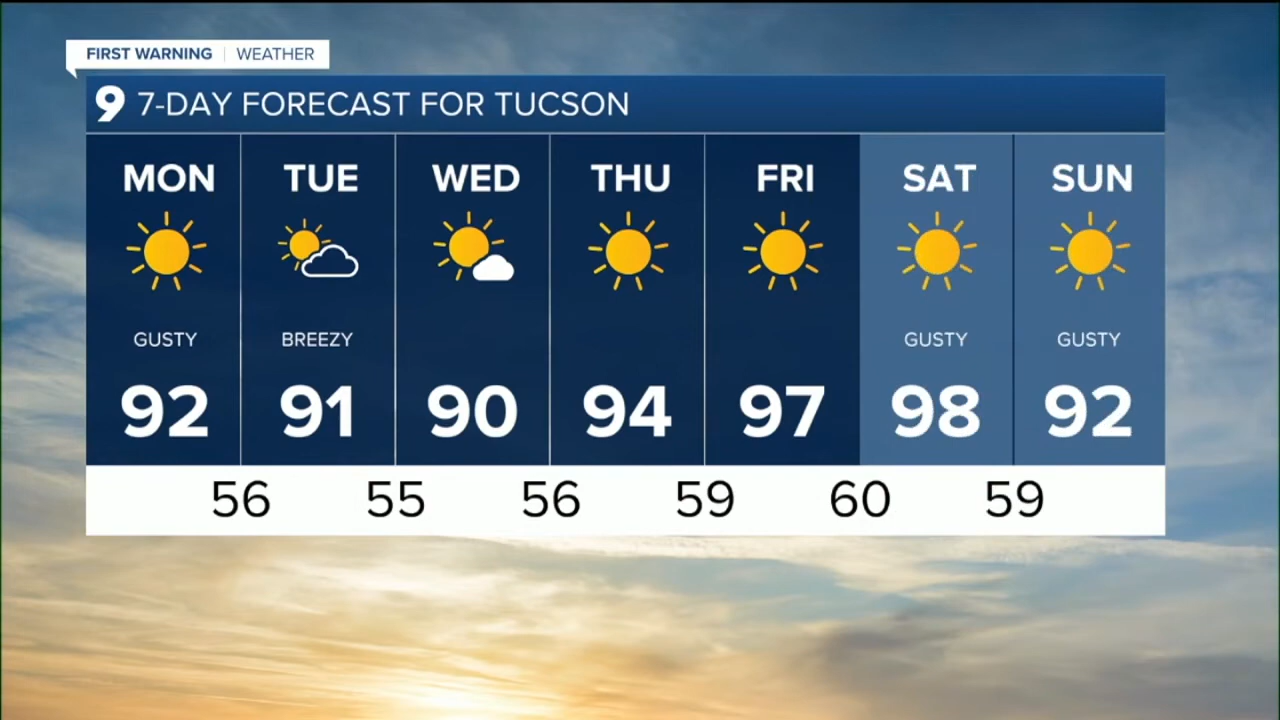 FIRST WARNING | WEATHER
9 7-DAY FORECAST FOR TUCSON
MON TUE WED THU FRI SAT SUN
GUSTY BREEZY GUSTY GUSTY
92 91 90 94 97 98 92
56 55 56 59 60 59